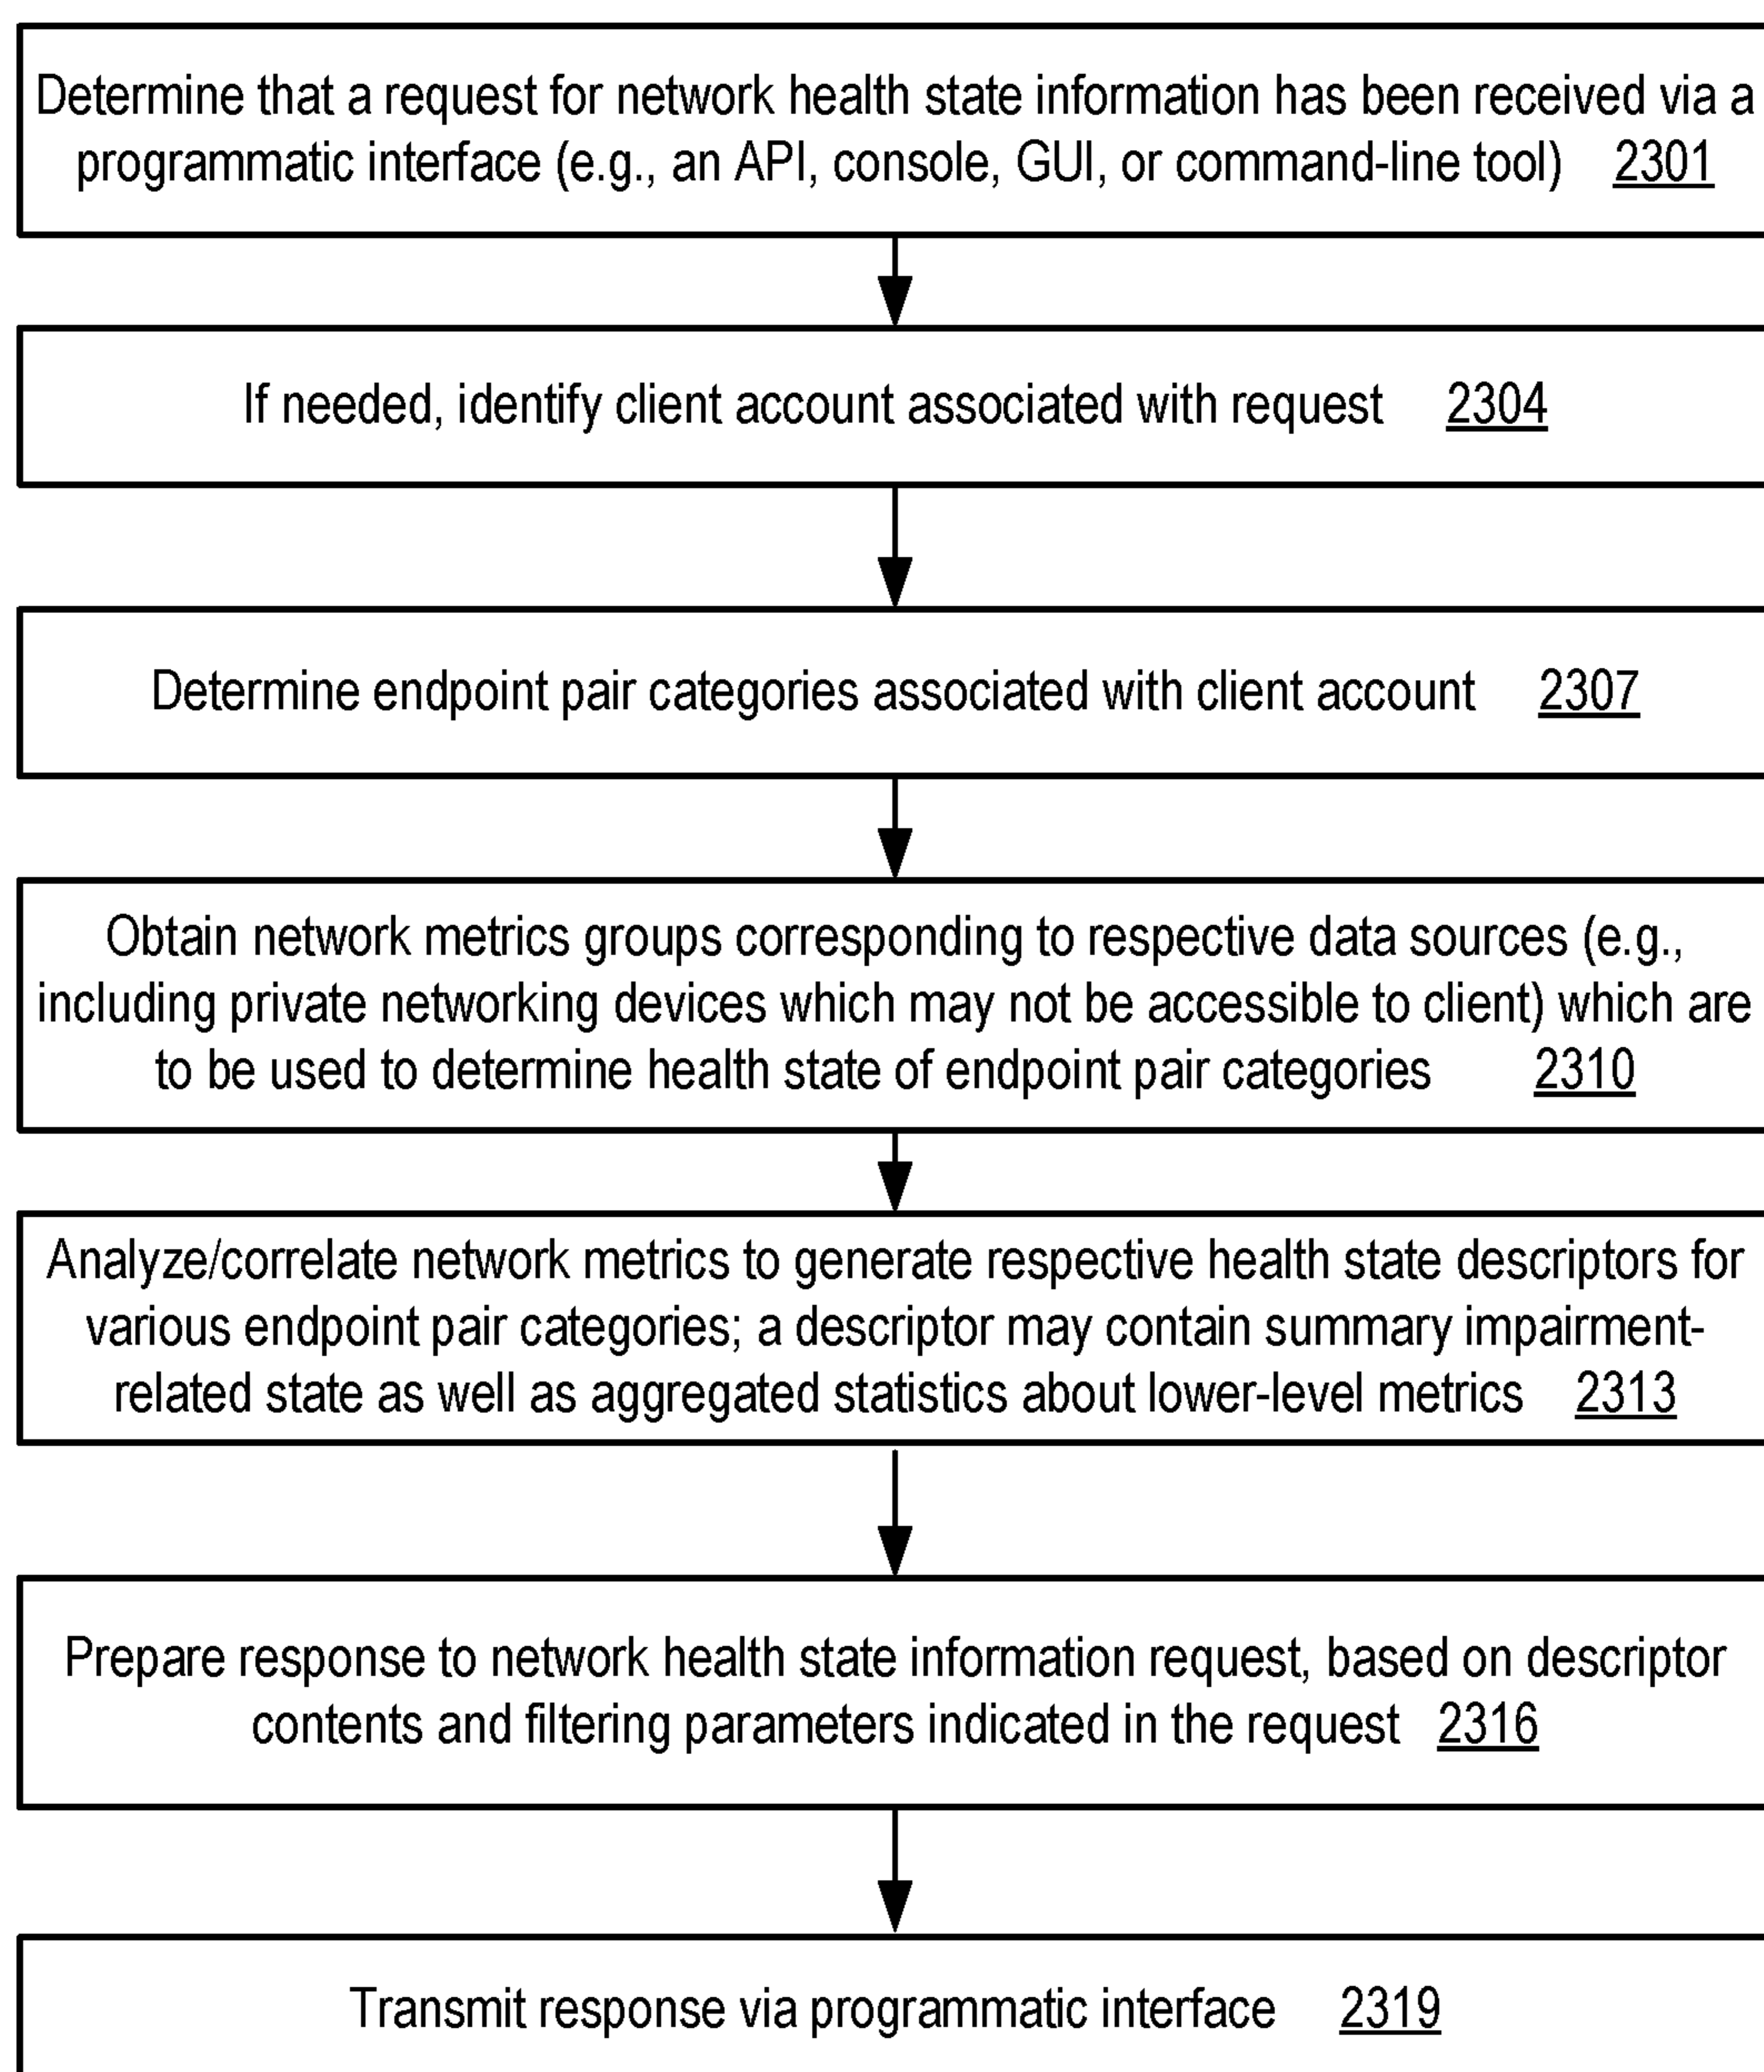 Determine that a request for network health state information has been received via a
programmatic interface (e.g., an API, console, GUI, or command-line tool) 2301
If needed, identify client account associated with request 2304
Determine endpoint pair categories associated with client account 2307
Obtain network metrics groups corresponding to respective data sources (e.g.,
including private networking devices which may not be accessible to client) which are
to be used to determine health state of endpoint pair categories 2310
Analyze/correlate network metrics to generate respective health state descriptors for
various endpoint pair categories; a descriptor may contain summary impairment-
related state as well as aggregated statistics about lower-level metrics 2313
Prepare response to network health state information request, based on descriptor
contents and filtering parameters indicated in the request 2316
Transmit response via programmatic interface 2319